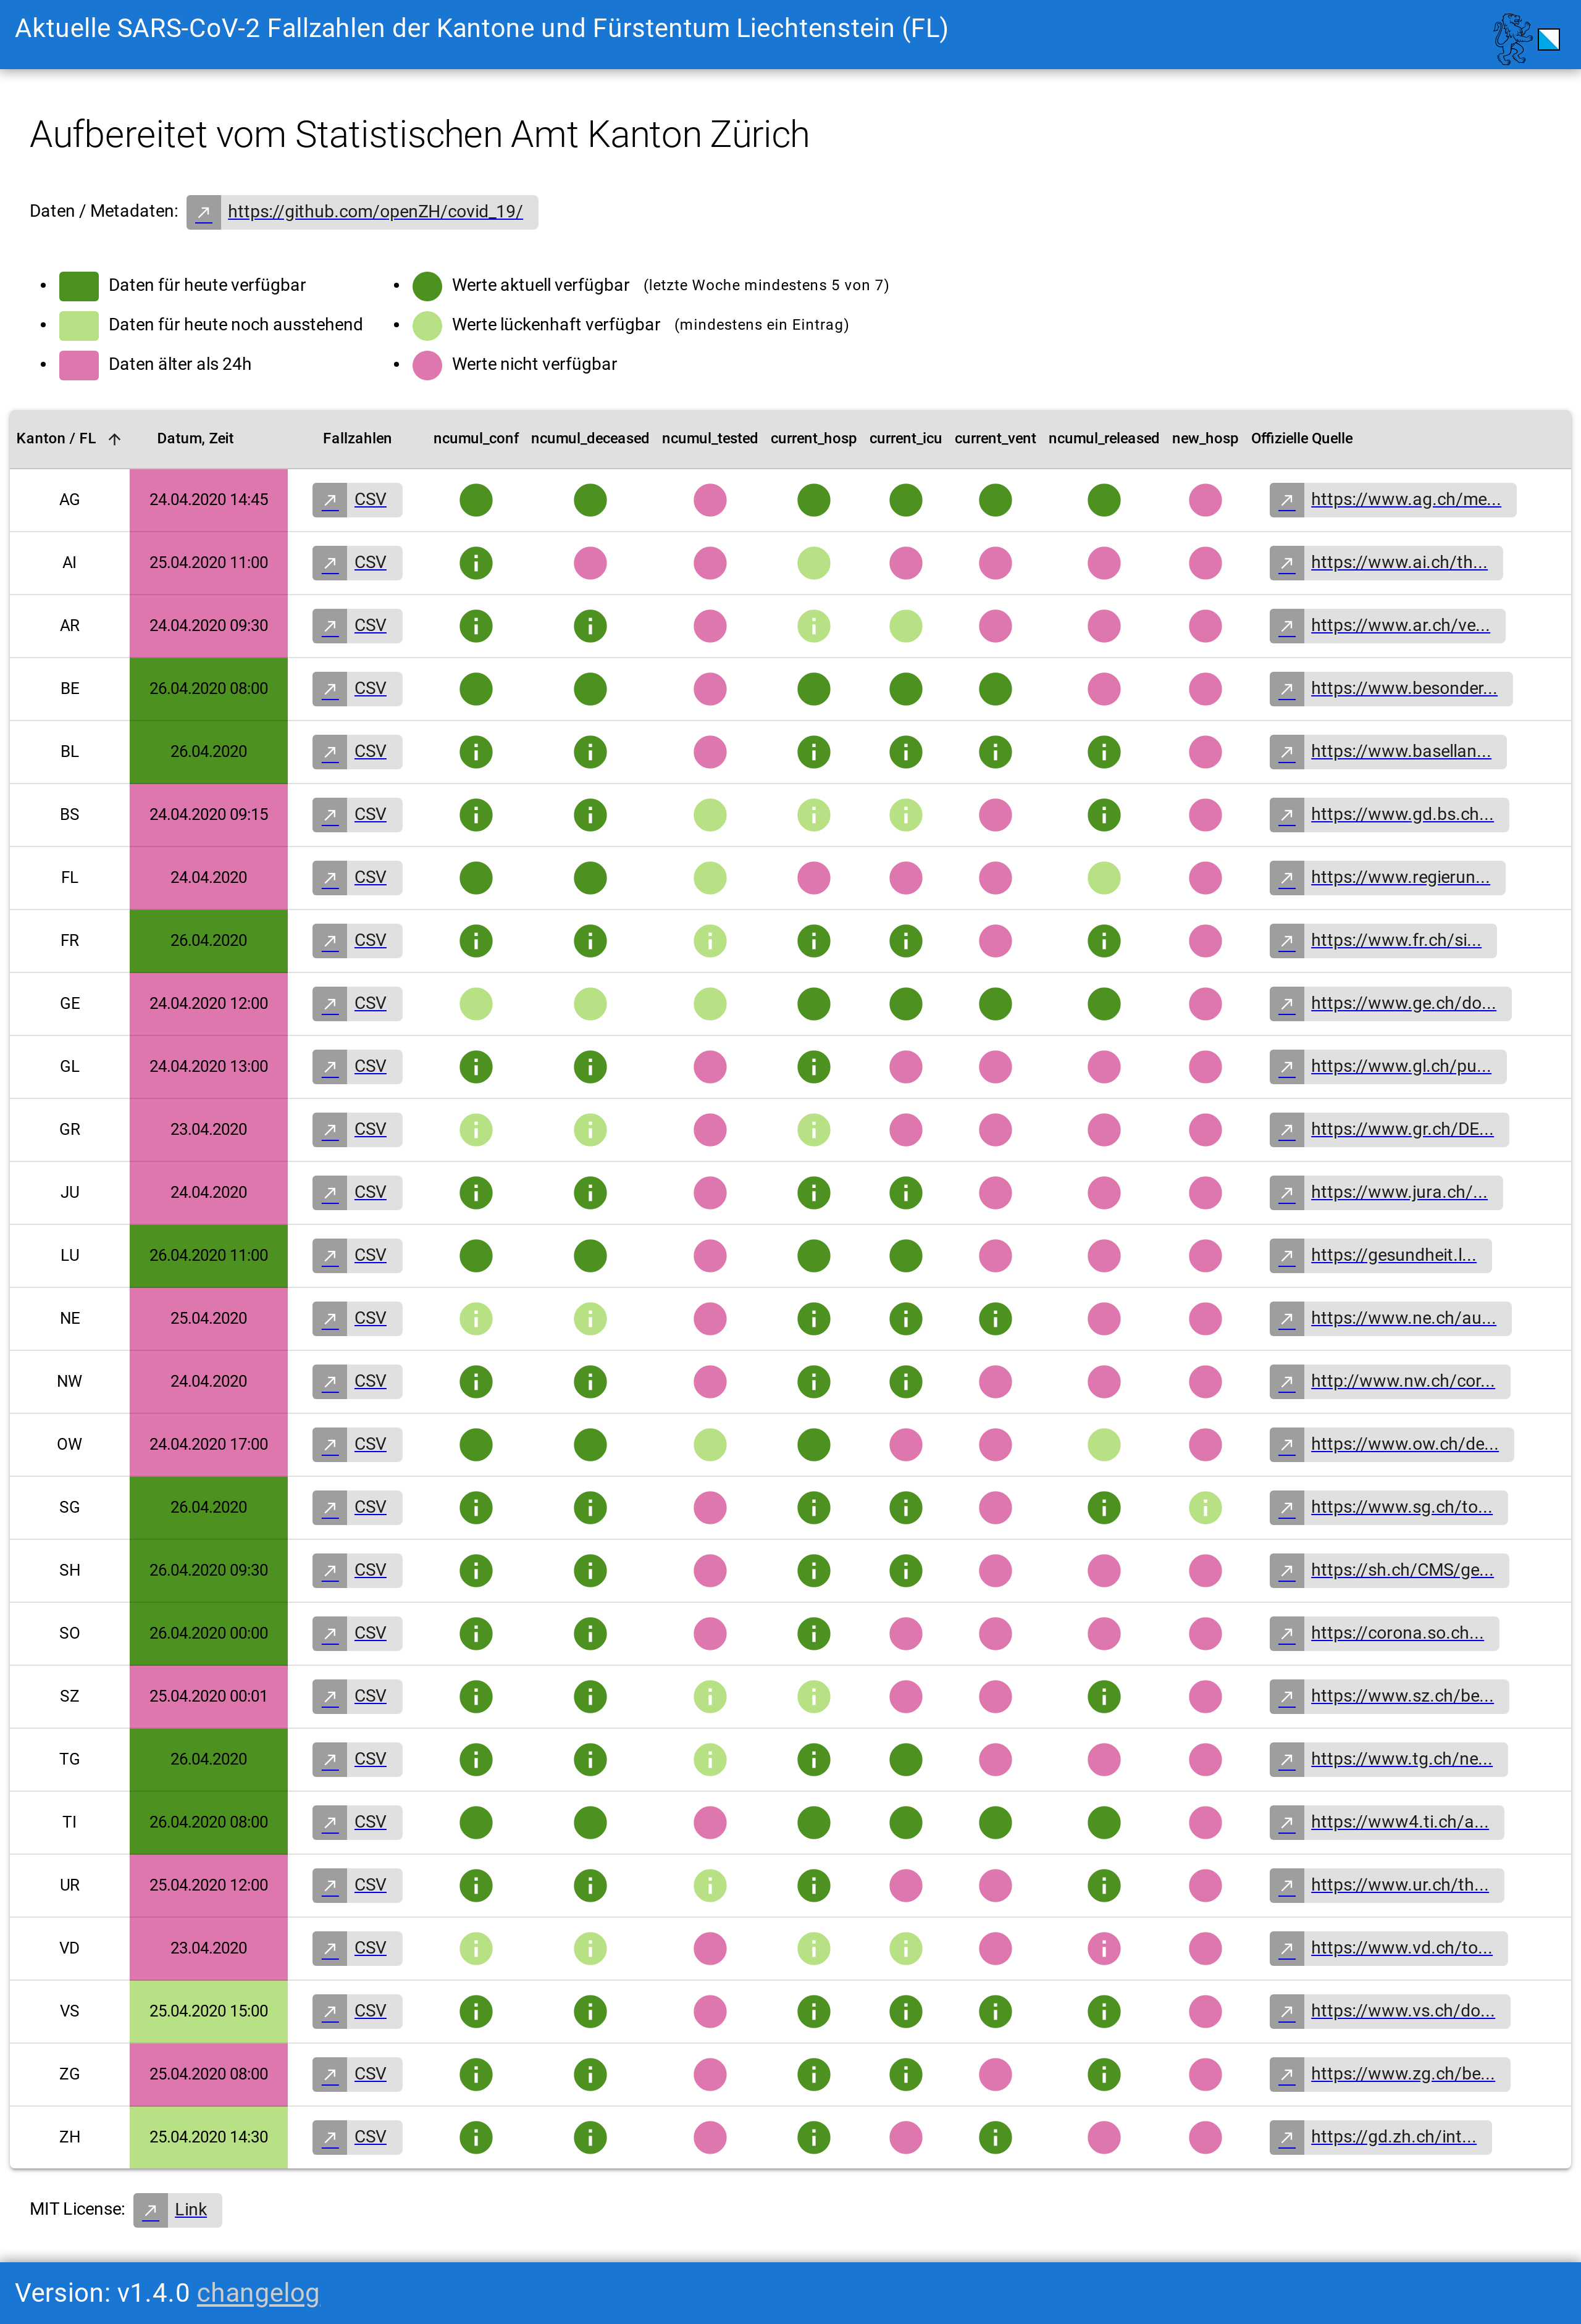 Aktuelle SARS-CoV-2 Fallzahlen der Kantone und Fürstentum Liechtenstein (FL)
Aufbereitet vom Statistischen Amt Kanton Zürich
Daten / Metadaten: https://github.com/openZH/covid_19/
Daten für heute verfügbar
Daten für heute noch ausstehend
Daten älter als 24h
Werte aktuell verfügbar (letzte Woche mindestens 5 von 7)
Werte lückenhaft verfügbar (mindestens ein Eintrag)
Werte nicht verfügbar
Kanton / FL Datum, Zeit Fallzahlen ncumul_conf ncumul_deceased ncumul_tested current_hosp current_icu current_vent ncumul_released new_hosp Offizielle Quelle
AG 24.04.2020 14:45 CSV https://www.ag.ch/me...
AI 25.04.2020 11:00 CSV https://www.ai.ch/th...
AR 24.04.2020 09:30 CSV https://www.ar.ch/ve...
BE 26.04.2020 08:00 CSV https://www.besonder...
BL 26.04.2020 CSV https://www.basellan...
BS 24.04.2020 09:15 CSV https://www.gd.bs.ch...
FL 24.04.2020 CSV https://www.regierun...
FR 26.04.2020 CSV https://www.fr.ch/si...
GE 24.04.2020 12:00 CSV https://www.ge.ch/do...
GL 24.04.2020 13:00 CSV https://www.gl.ch/pu...
GR 23.04.2020 CSV https://www.gr.ch/DE...
JU 24.04.2020 CSV https://www.jura.ch/...
LU 26.04.2020 11:00 CSV https://gesundheit.l...
NE 25.04.2020 CSV https://www.ne.ch/au...
NW 24.04.2020 CSV http://www.nw.ch/cor...
OW 24.04.2020 17:00 CSV https://www.ow.ch/de...
SG 26.04.2020 CSV https://www.sg.ch/to...
SH 26.04.2020 09:30 CSV https://sh.ch/CMS/ge...
SO 26.04.2020 00:00 CSV https://corona.so.ch...
SZ 25.04.2020 00:01 CSV https://www.sz.ch/be...
TG 26.04.2020 CSV https://www.tg.ch/ne...
TI 26.04.2020 08:00 CSV https://www4.ti.ch/a...
UR 25.04.2020 12:00 CSV https://www.ur.ch/th...
VD 23.04.2020 CSV https://www.vd.ch/to...
VS 25.04.2020 15:00 CSV https://www.vs.ch/do...
ZG 25.04.2020 08:00 CSV https://www.zg.ch/be...
ZH 25.04.2020 14:30 CSV https://gd.zh.ch/int...
MIT License: Link
Version: v1.4.0 changelog